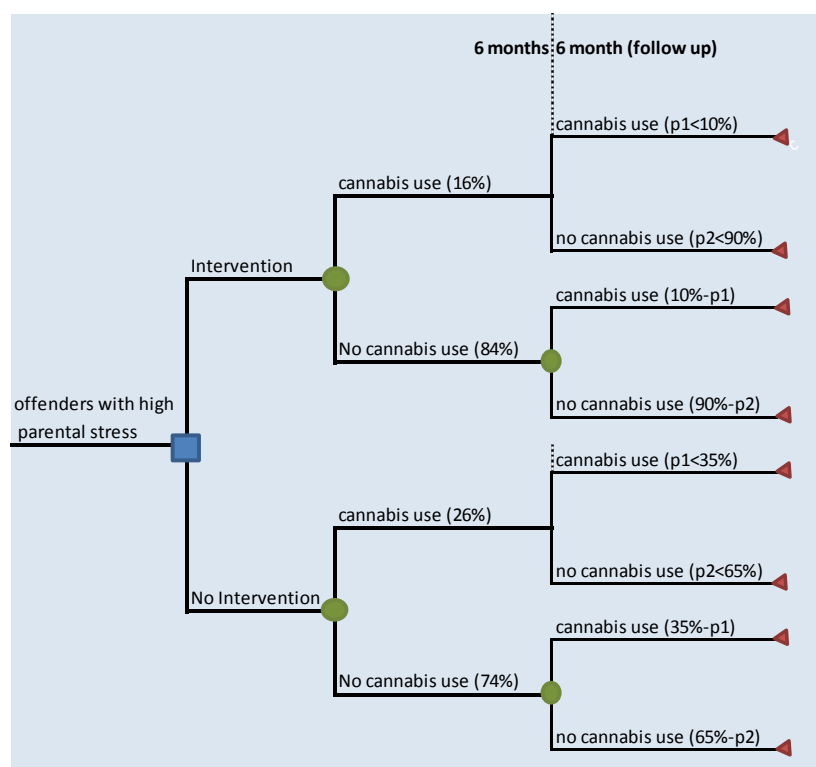 6 months 6 month (follow up)
cannabis use (p1<10%)
cannabis use (16%)
no cannabis use (p2<90%)
Intervention
cannabis use (10%-p1)
No cannabis use (84%)
no cannabis use (90%-p2)
offenders with high
parental stress
cannabis use (p1<35%)
cannabis use (26%)
no cannabis use (p2<65%)
No Intervention
cannabis use (35%-p1)
No cannabis use (74%)
no cannabis use (65%-p2)